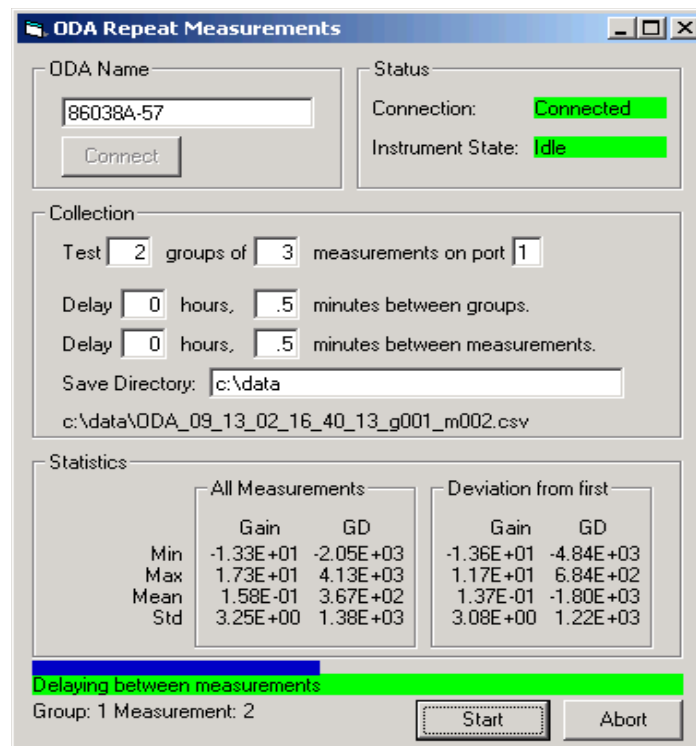 ODA Repeat Measurements
ODA Name
86038A-57
Connect
Status
Connection: Connected
Instrument State: Idle
Collection
Test 2 groups of 3 measurements on port 1
Delay 0 hours, .5 minutes between groups.
Delay 0 hours, .5 minutes between measurements.
Save Directory: c:\data
c:\data\ODA_09_13_02_16_40_13_g001_m002.csv
Statistics
All Measurements Deviation from first
Gain GD Gain GD
Min -1.33E+01 -2.05E+03 -1.36E+01 -4.84E+03
Max 1.73E+01 4.13E+03 1.17E+01 6.84E+02
Mean 1.58E-01 3.67E+02 1.37E-01 -1.80E+03
Std 3.25E+00 1.38E+03 3.08E+00 1.22E+03
Delaying between measurements
Group: 1 Measurement: 2
Start Abort